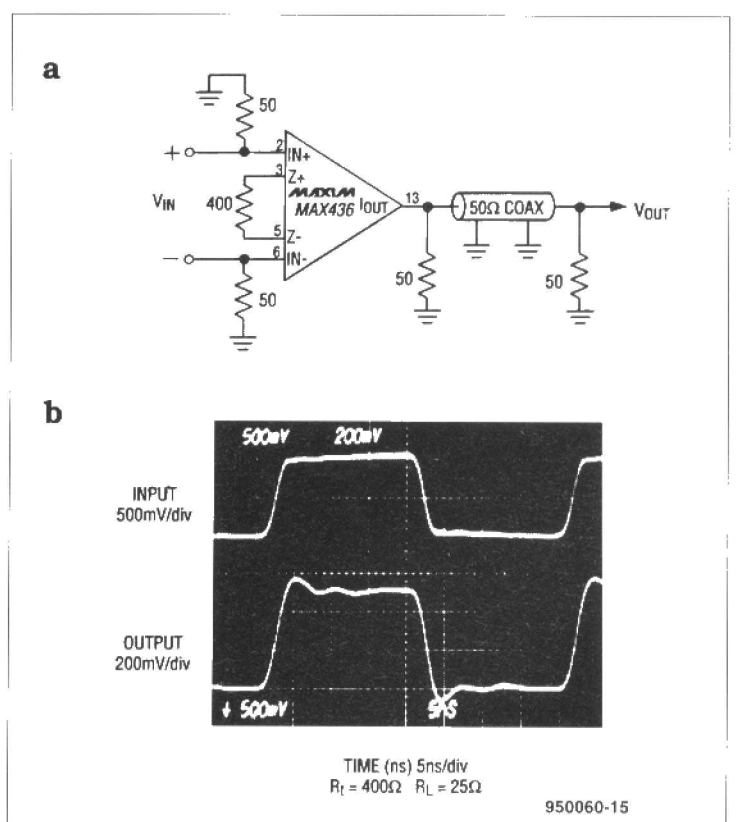 a
50
+
2
IN+
3
Z+
MAXIM
MAX436
IOUT
13
50Ω COAX
VOUT
VIN
400
5
Z-
6
IN-
−
50
50
50
b
500mV
200mV
INPUT
500mV/div
OUTPUT
200mV/div
↓ 500mV
5nS
TIME (ns) 5ns/div
Rt = 400Ω RL = 25Ω
950060-15